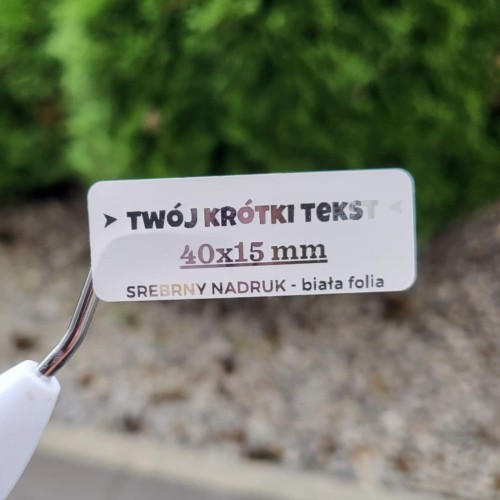 ➤ TWÓJ KRÓTKI TEKST ◄
40x15 mm
SREBRNY NADRUK - biała folia